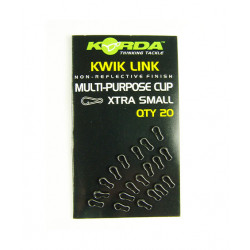 KORDA
THINKING TACKLE
KWIK LINK
NON-REFLECTIVE FINISH
MULTI-PURPOSE CLIP
XTRA SMALL
QTY 20